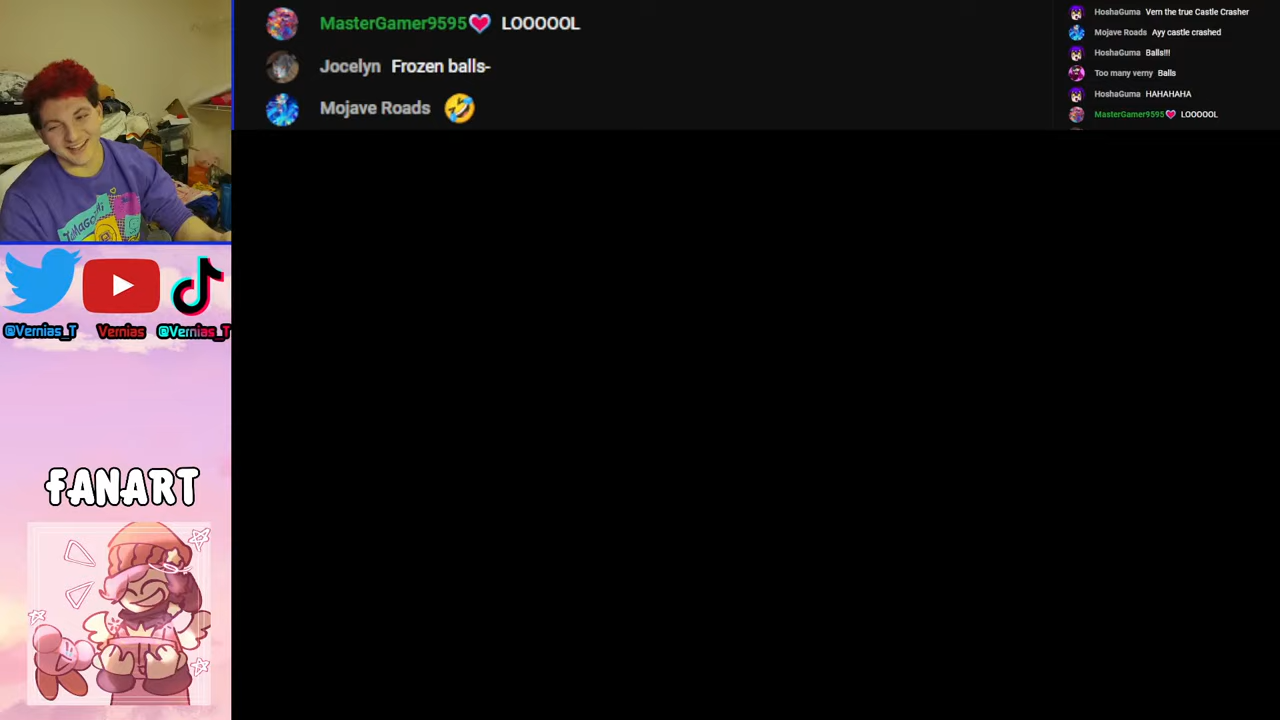 MasterGamer9595 LOOOOOL
Jocelyn Frozen balls-
Mojave Roads 🤣
HoshaGuma Vern the true Castle Crasher
Mojave Roads Ayy castle crashed
HoshaGuma Balls!!!
Too many verny Balls
HoshaGuma HAHAHAHA
MasterGamer9595 LOOOOOL
@Vernias_T Vernias @Vernias_T
FANART